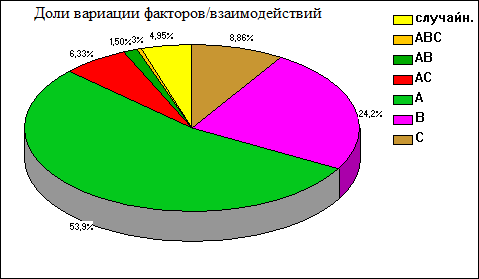 Доли вариации факторов/взаимодействий
случайн.
ABC
AB
AC
A
B
C
8,86%
24,2%
53,9%
6,33%
1,50%
3%
4,95%